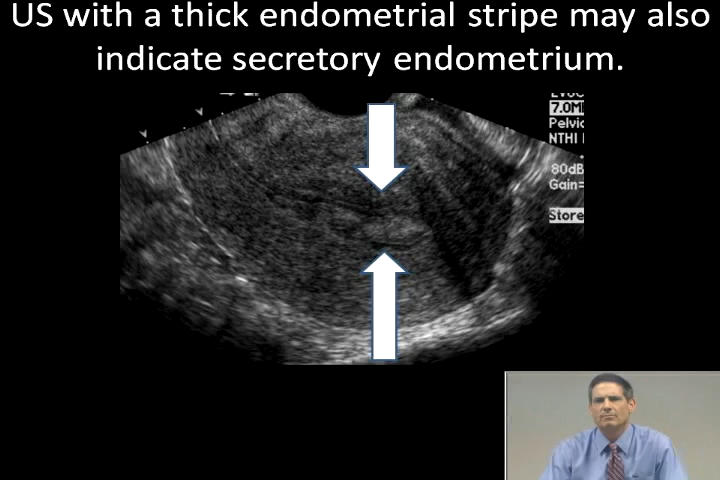 US with a thick endometrial stripe may also
indicate secretory endometrium.
7.0M
Pelvic
NTHI
80dB
Gain=
Store